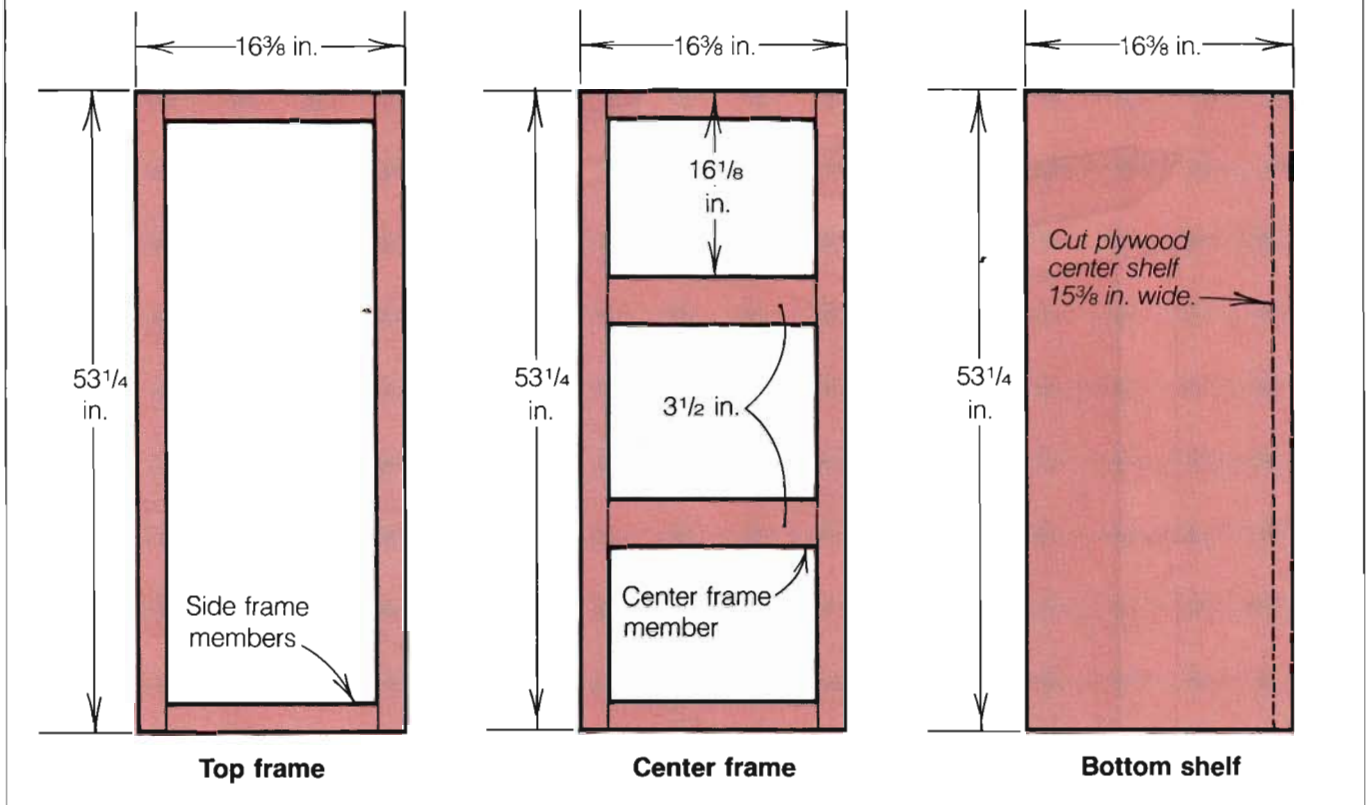 16⅜ in.
16⅜ in.
16⅜ in.
53¼
in.
Side frame
members
Top frame
16⅛
in.
53¼
in.
3½ in.
Center frame
member
Center frame
Cut plywood
center shelf
15⅜ in. wide.
53¼
in.
Bottom shelf